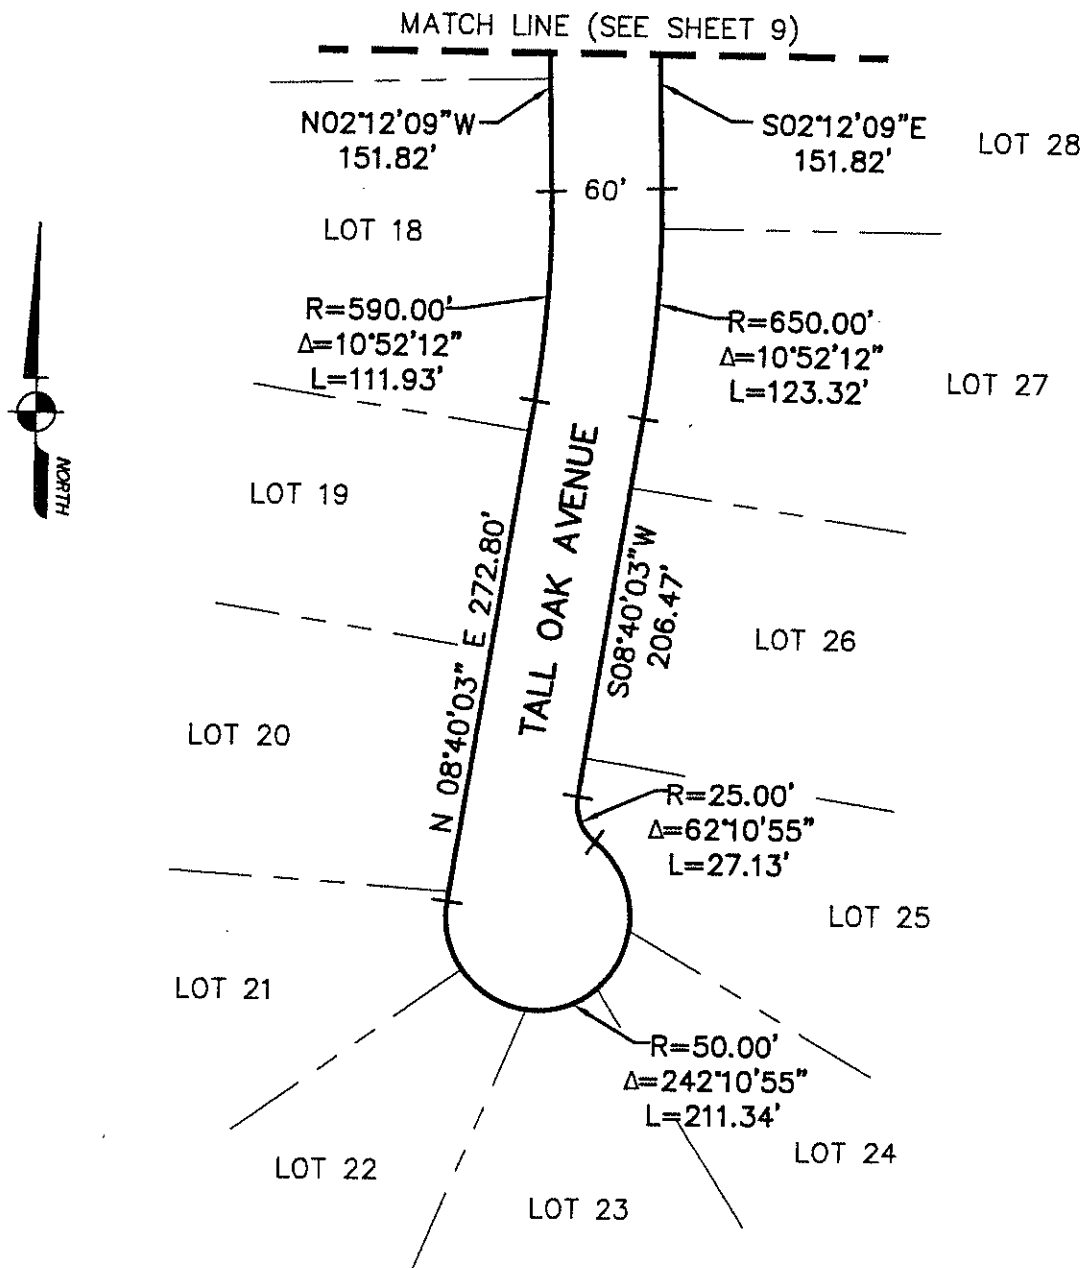 MATCH LINE (SEE SHEET 9)
N02°12'09"W
151.82'
S02°12'09"E
151.82'
LOT 28
60'
LOT 18
R=590.00'
Δ=10°52'12"
L=111.93'
R=650.00'
Δ=10°52'12"
L=123.32'
LOT 27
NORTH
LOT 19
TALL OAK AVENUE
N 08°40'03" E 272.80'
S08°40'03"W
206.47'
LOT 26
LOT 20
R=25.00'
Δ=62°10'55"
L=27.13'
LOT 25
LOT 21
R=50.00'
Δ=242°10'55"
L=211.34'
LOT 24
LOT 22
LOT 23